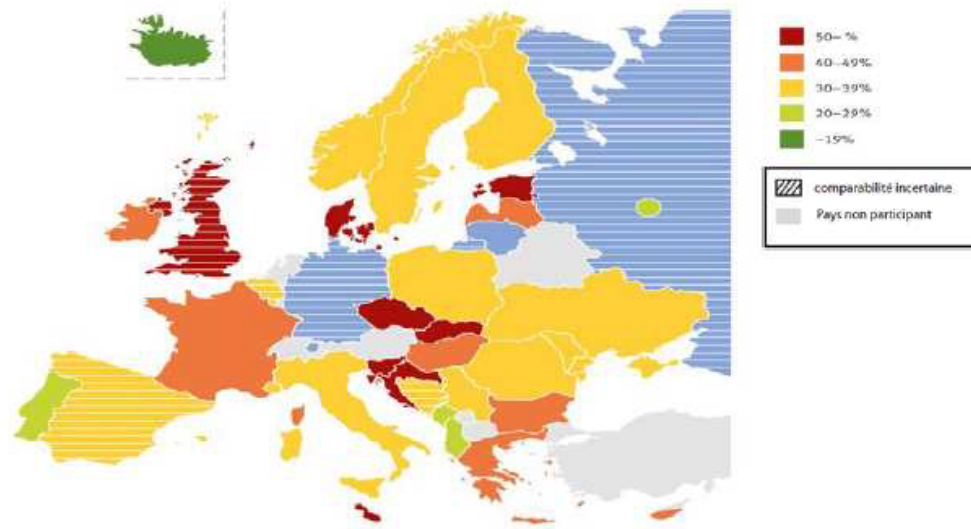 50– %
40–49%
30–39%
20–29%
–19%
comparabilité incertaine
Pays non participant